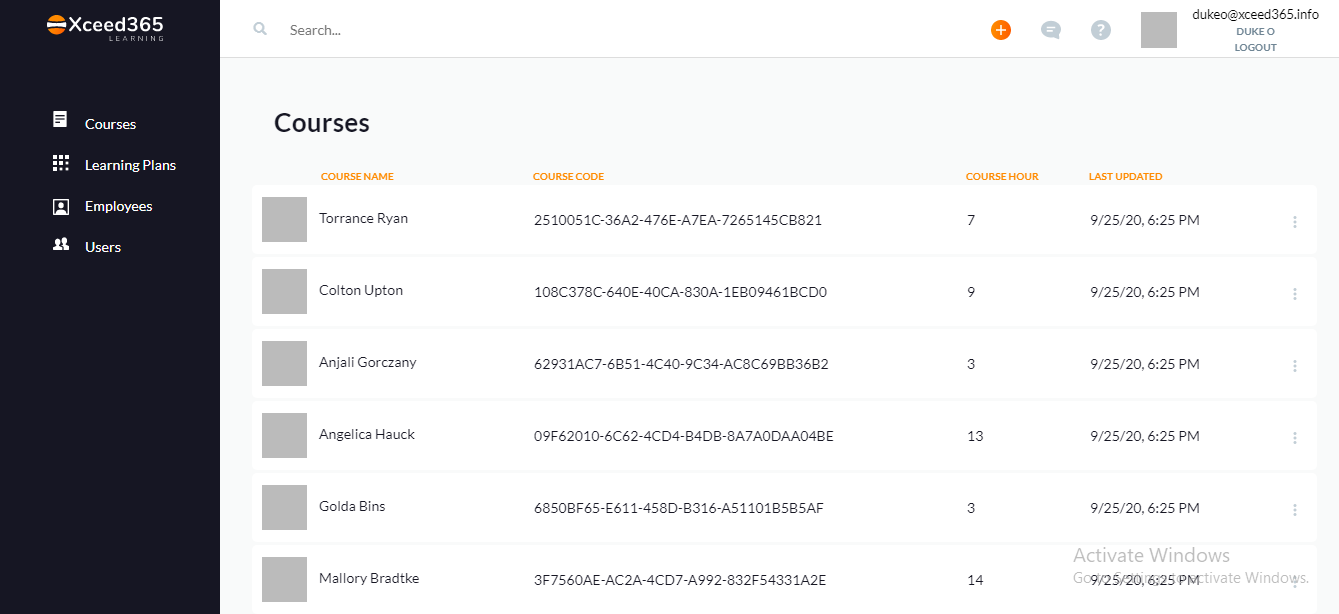 Xceed365
LEARNING
Search...
dukeo@xceed365.info
DUKE O
LOGOUT
Courses
Learning Plans
Employees
Users
Courses
COURSE NAME COURSE CODE COURSE HOUR LAST UPDATED
Torrance Ryan 2510051C-36A2-476E-A7EA-7265145CB821 7 9/25/20, 6:25 PM
Colton Upton 108C378C-640E-40CA-830A-1EB09461BCD0 9 9/25/20, 6:25 PM
Anjali Gorczany 62931AC7-6B51-4C40-9C34-AC8C69BB36B2 3 9/25/20, 6:25 PM
Angelica Hauck 09F62010-6C62-4CD4-B4DB-8A7A0DAA04BE 13 9/25/20, 6:25 PM
Golda Bins 6850BF65-E611-458D-B316-A51101B5B5AF 3 9/25/20, 6:25 PM
Mallory Bradtke 3F7560AE-AC2A-4CD7-A992-832F54331A2E 14 9/25/20, 6:25 PM
Activate Windows
Go to Settings to activate Windows.